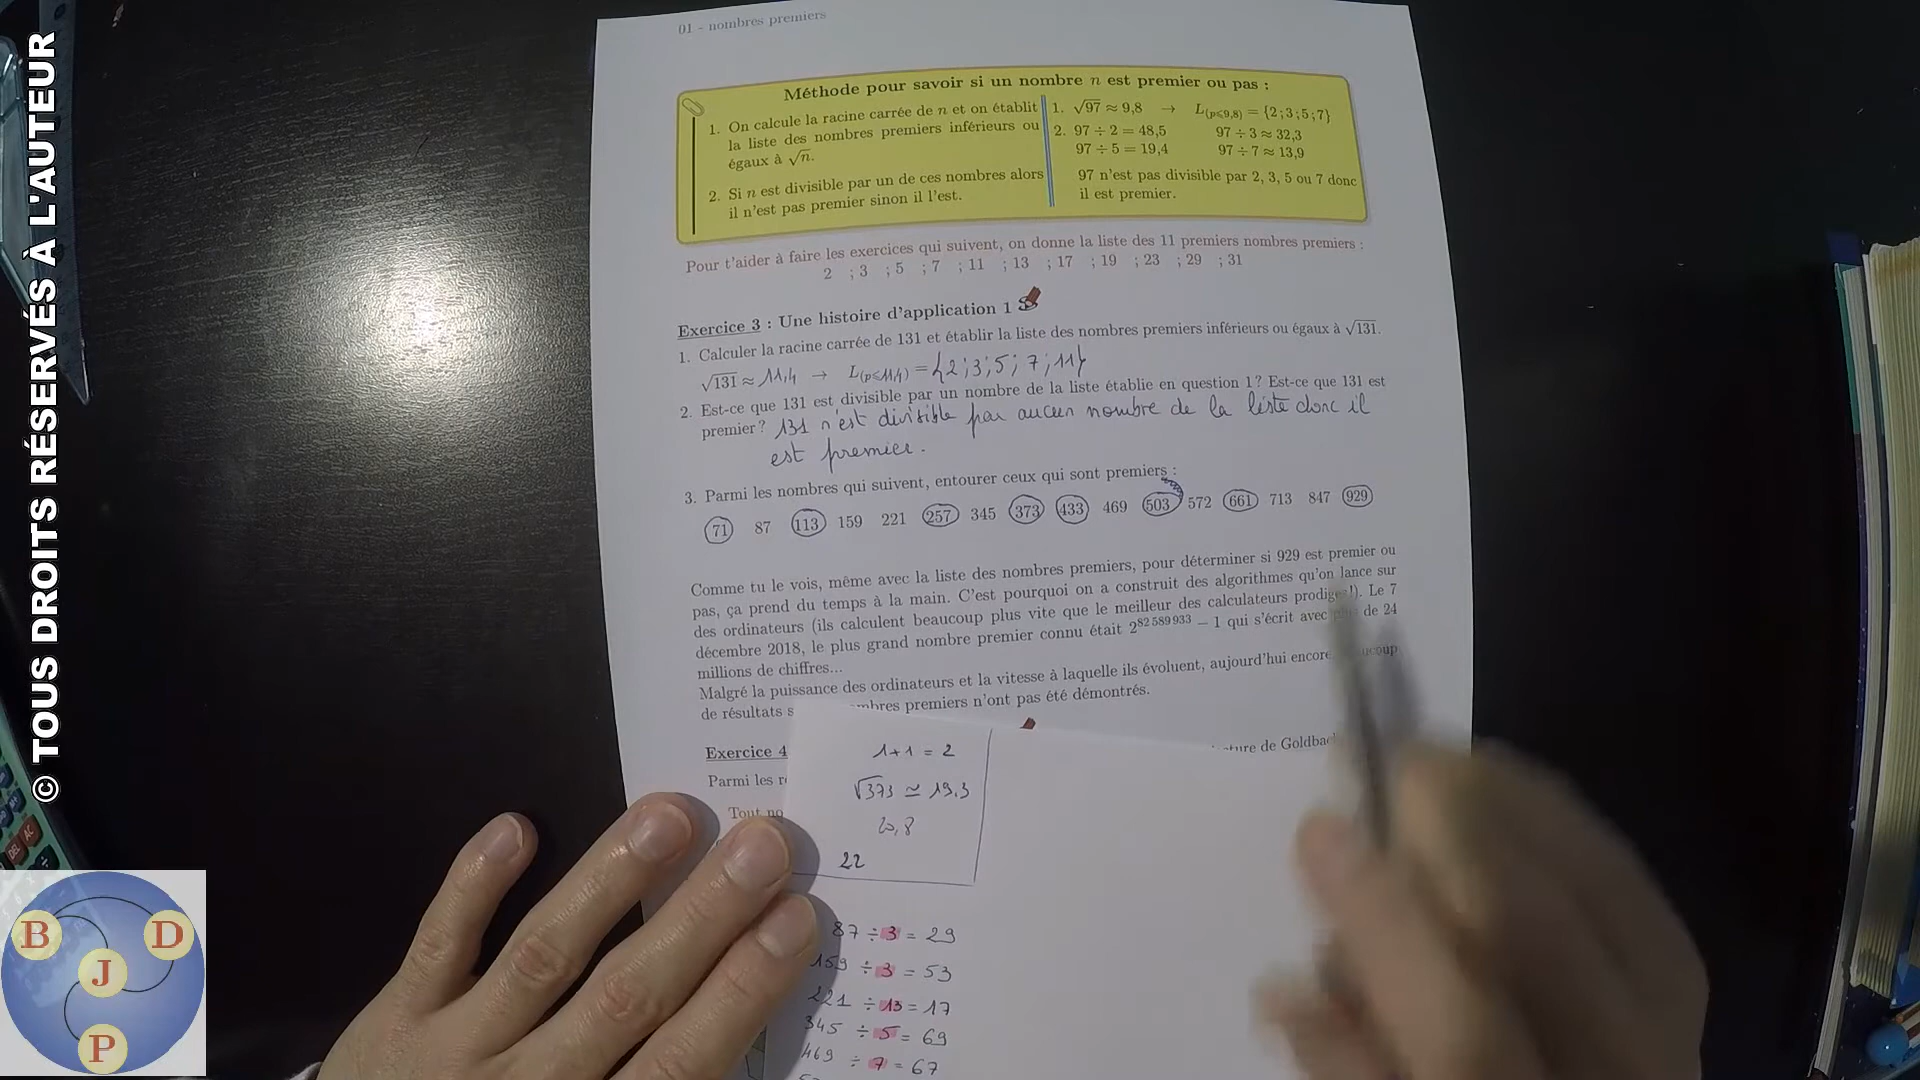 01 - nombres premiers
Méthode pour savoir si un nombre n est premier ou pas :
1. On calcule la racine carrée de n et on établit
la liste des nombres premiers inférieurs ou
égaux à √n.
2. Si n est divisible par un de ces nombres alors
il n'est pas premier sinon il l'est.
1. √97 ≈ 9,8 → L(p⩽9,8) = {2 ; 3 ; 5 ; 7}
2. 97 ÷ 2 = 48,5 97 ÷ 3 ≈ 32,3
97 ÷ 5 = 19,4 97 ÷ 7 ≈ 13,9
97 n'est pas divisible par 2, 3, 5 ou 7 donc
il est premier.
Pour t'aider à faire les exercices qui suivent, on donne la liste des 11 premiers nombres premiers :
2 ; 3 ; 5 ; 7 ; 11 ; 13 ; 17 ; 19 ; 23 ; 29 ; 31
Exercice 3 : Une histoire d'application 1
1. Calculer la racine carrée de 131 et établir la liste des nombres premiers inférieurs ou égaux à √131.
√131 ≈ 11,4 → L(p⩽11,4) = {2 ; 3 ; 5 ; 7 ; 11}
2. Est-ce que 131 est divisible par un nombre de la liste établie en question 1 ? Est-ce que 131 est
premier ? 131 n'est divisible par aucun nombre de la liste donc il
est premier.
3. Parmi les nombres qui suivent, entourer ceux qui sont premiers :
71 87 113 159 221 257 345 373 433 469 503 572 661 713 847 929
Comme tu le vois, même avec la liste des nombres premiers, pour déterminer si 929 est premier ou
pas, ça prend du temps à la main. C'est pourquoi on a construit des algorithmes qu'on lance sur
des ordinateurs (ils calculent beaucoup plus vite que le meilleur des calculateurs prodiges!). Le 7
décembre 2018, le plus grand nombre premier connu était 2^82 589 933 − 1 qui s'écrit avec de 24
millions de chiffres...
Malgré la puissance des ordinateurs et la vitesse à laquelle ils évoluent, aujourd'hui encore
de résultats nombres premiers n'ont pas été démontrés.
Exercice 4 de Goldbach
Parmi les
Tout
1 + 1 = 2
√373 ≃ 19,3
20,8
22
87 ÷ 3 = 29
159 ÷ 3 = 53
221 ÷ 13 = 17
345 ÷ 5 = 69
469 ÷ 7 = 67
© TOUS DROITS RÉSERVÉS À L'AUTEUR
B D
J
P